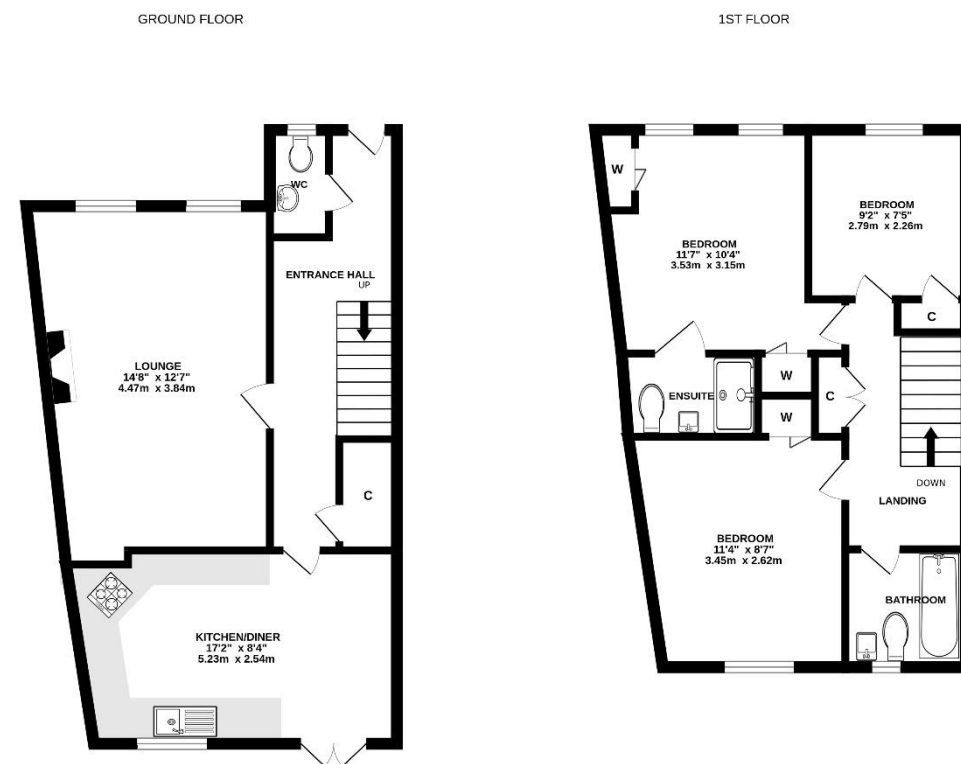 GROUND FLOOR
WC
ENTRANCE HALL
UP
LOUNGE
14'8" x 12'7"
4.47m x 3.84m
C
KITCHEN/DINER
17'2" x 8'4"
5.23m x 2.54m
1ST FLOOR
W
BEDROOM
11'7" x 10'4"
3.53m x 3.15m
BEDROOM
9'2" x 7'5"
2.79m x 2.26m
C
ENSUITE
W
C
W
DOWN
LANDING
BEDROOM
11'4" x 8'7"
3.45m x 2.62m
BATHROOM